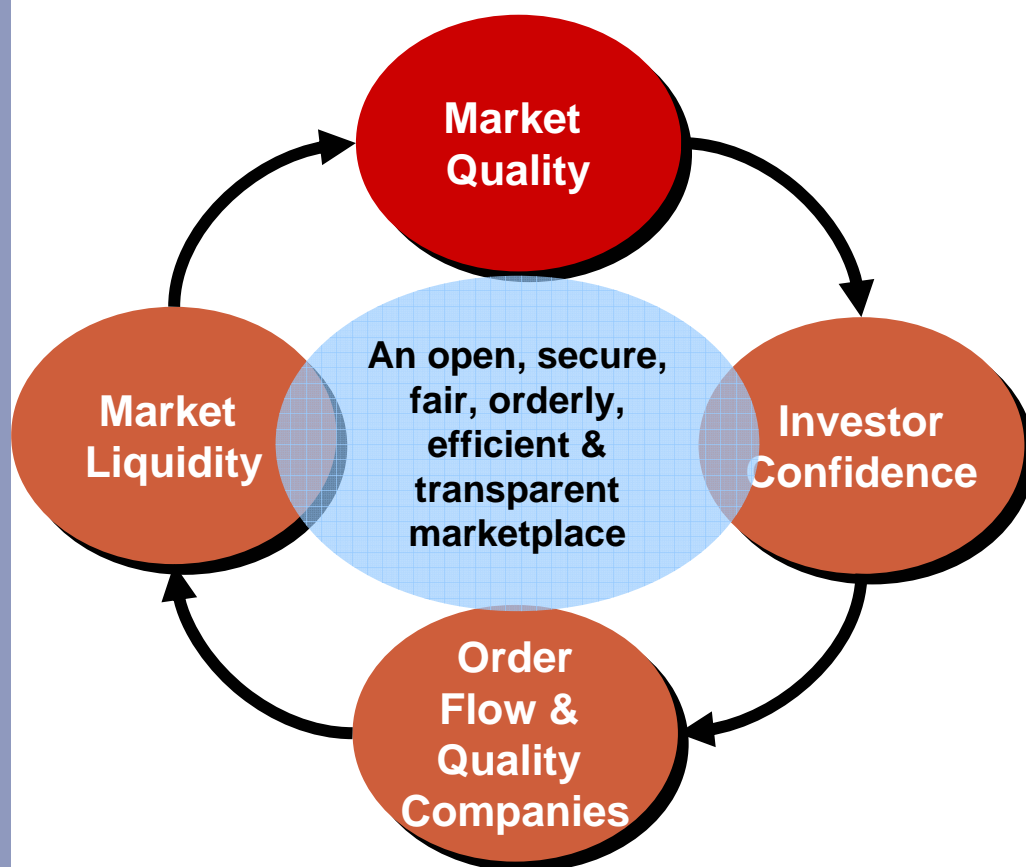 Market
Quality
An open, secure,
fair, orderly,
efficient &
transparent
marketplace
Market
Liquidity
Investor
Confidence
Order
Flow &
Quality
Companies